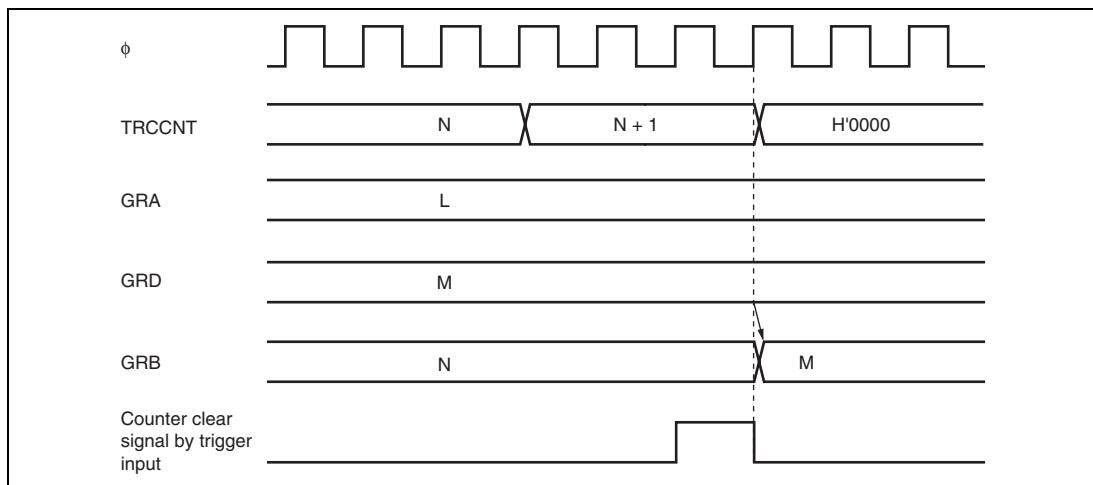 ϕ
TRCCNT N N + 1 H'0000
GRA L
GRD M
GRB N M
Counter clear
signal by trigger
input